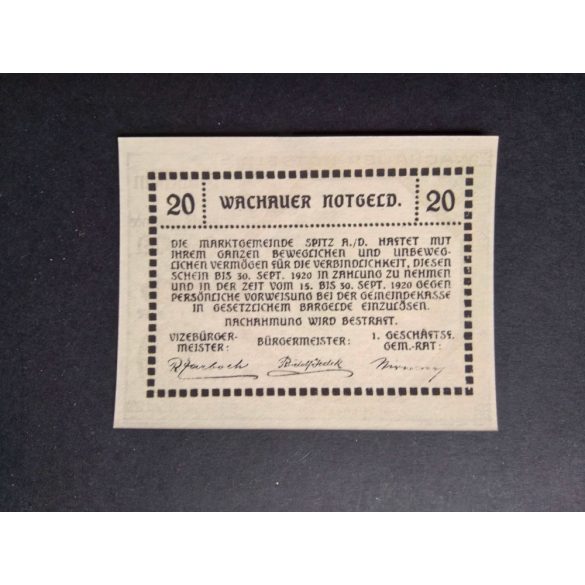 20 WACHAUER NOTGELD. 20
DIE MARKTGEMEINDE SPITZ A./D. HAFTET MIT
IHREM GANZEN BEWEGLICHEN UND UNBEWEG-
LICHEN VERMÖGEN FÜR DIE VERBINDLICHKEIT, DIESEN
SCHEIN BIS 30. SEPT. 1920 IN ZAHLUNG ZU NEHMEN
UND IN DER ZEIT VOM 15. BIS 30. SEPT. 1920 GEGEN
PERSÖNLICHE VORWEISUNG BEI DER GEMEINDEKASSE
IN GESETZLICHEM BARGELDE EINZULÖSEN.
NACHAHMUNG WIRD BESTRAFT.
VIZEBÜRGER-
MEISTER:
BÜRGERMEISTER:
1. GESCHÄFTSF.
GEM.-RAT: